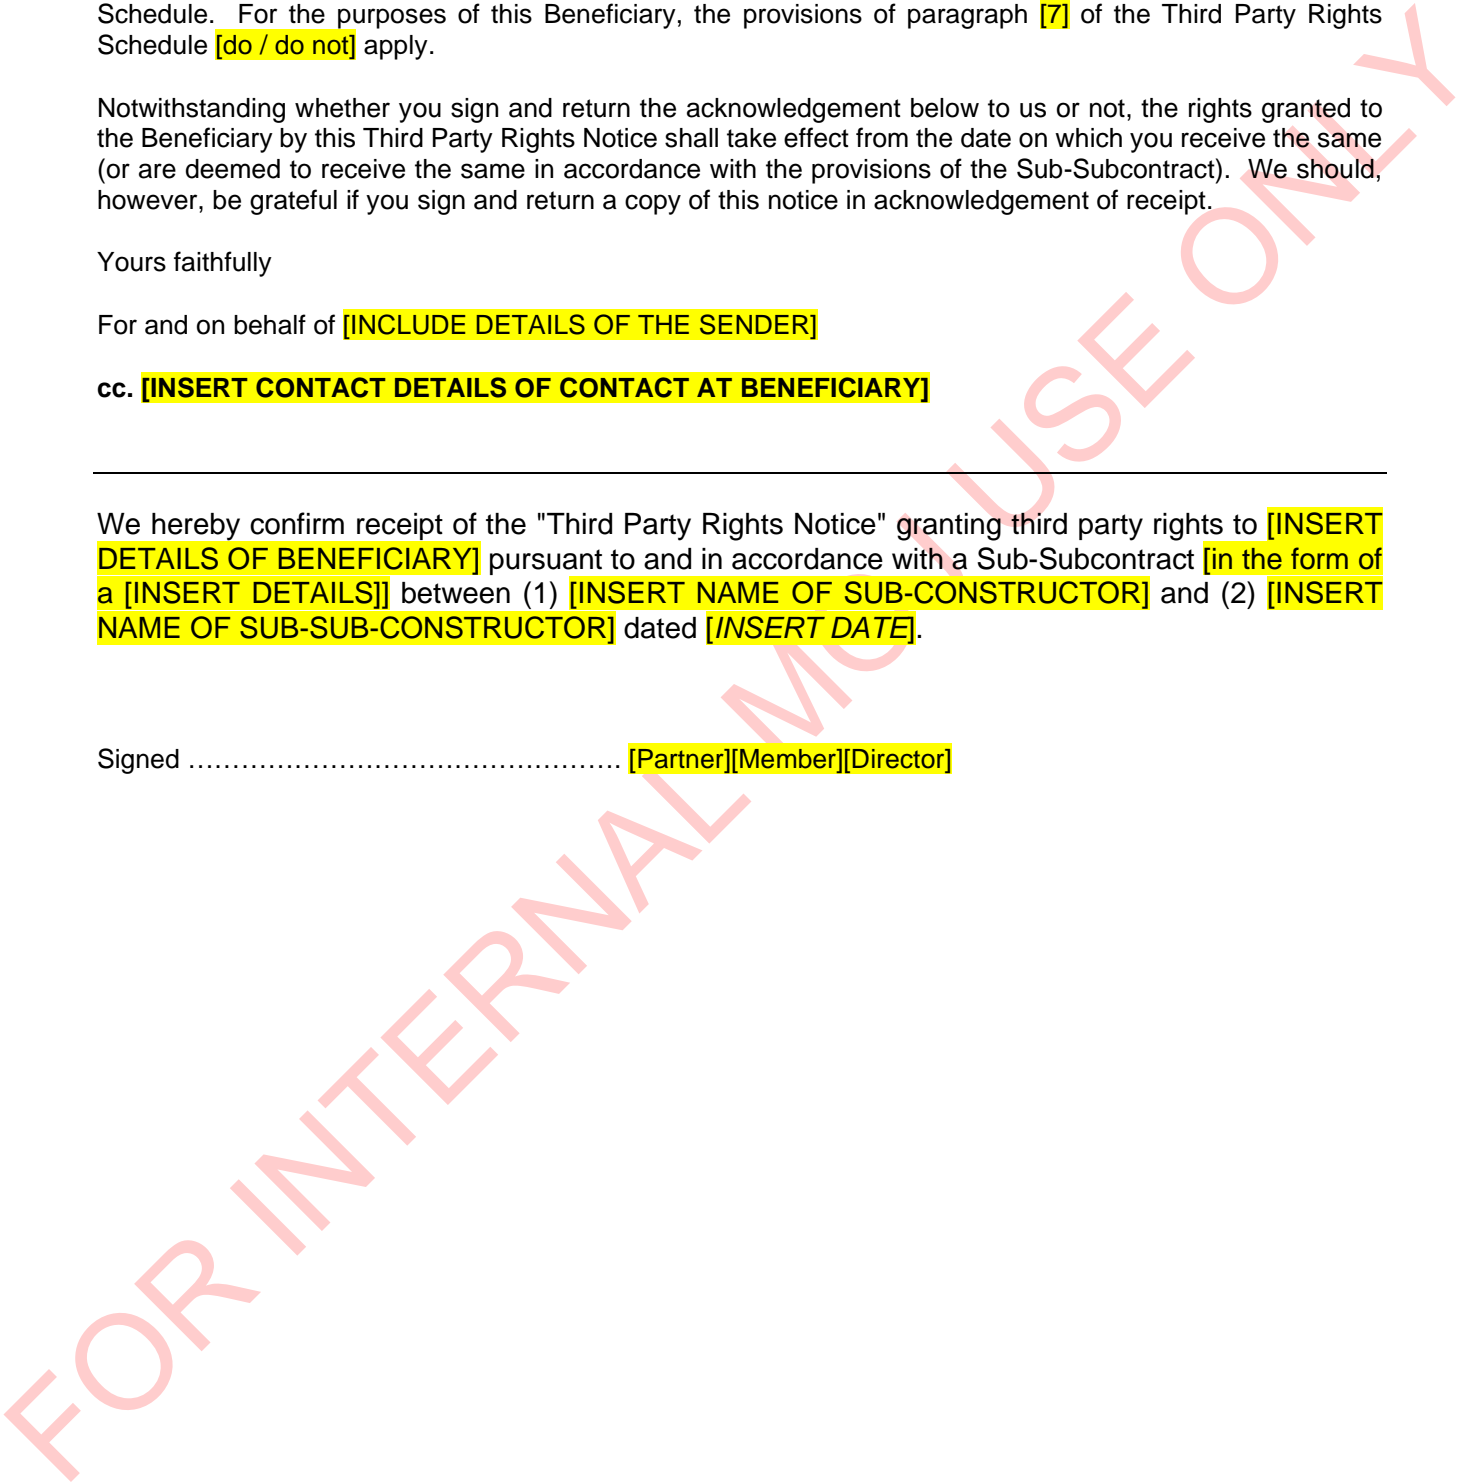 Schedule. For the purposes of this Beneficiary, the provisions of paragraph [7] of the Third Party Rights
Schedule [do / do not] apply.
Notwithstanding whether you sign and return the acknowledgement below to us or not, the rights granted to
the Beneficiary by this Third Party Rights Notice shall take effect from the date on which you receive the same
(or are deemed to receive the same in accordance with the provisions of the Sub-Subcontract). We should,
however, be grateful if you sign and return a copy of this notice in acknowledgement of receipt.
Yours faithfully
For and on behalf of [INCLUDE DETAILS OF THE SENDER]
cc. [INSERT CONTACT DETAILS OF CONTACT AT BENEFICIARY]
We hereby confirm receipt of the "Third Party Rights Notice" granting third party rights to [INSERT
DETAILS OF BENEFICIARY] pursuant to and in accordance with a Sub-Subcontract [in the form of
a [INSERT DETAILS]] between (1) [INSERT NAME OF SUB-CONSTRUCTOR] and (2) [INSERT
NAME OF SUB-SUB-CONSTRUCTOR] dated [INSERT DATE].
Signed …………………………………………. [Partner][Member][Director]
FOR INTERNAL MOJ USE ONLY